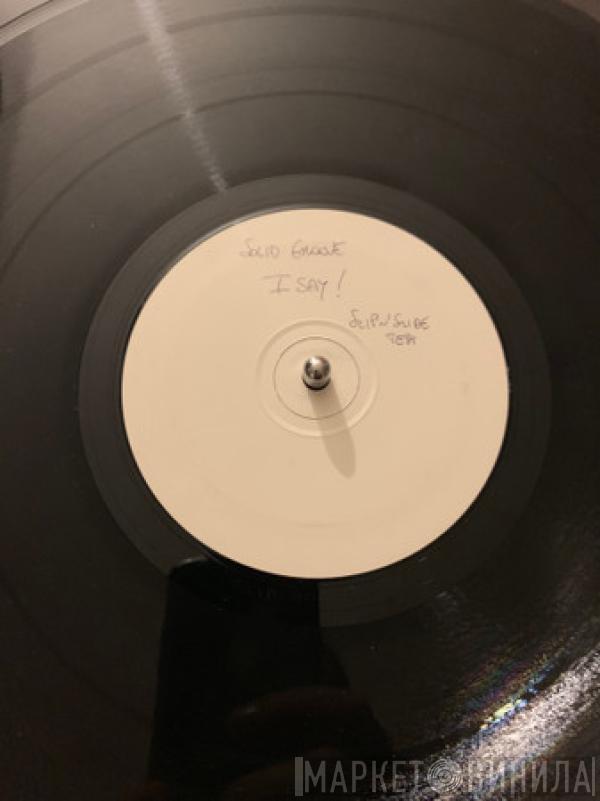 SOLID GROOVE
I SAY!
SLIP N' SLIDE
TEST
МАРКЕТ ВИНИЛА